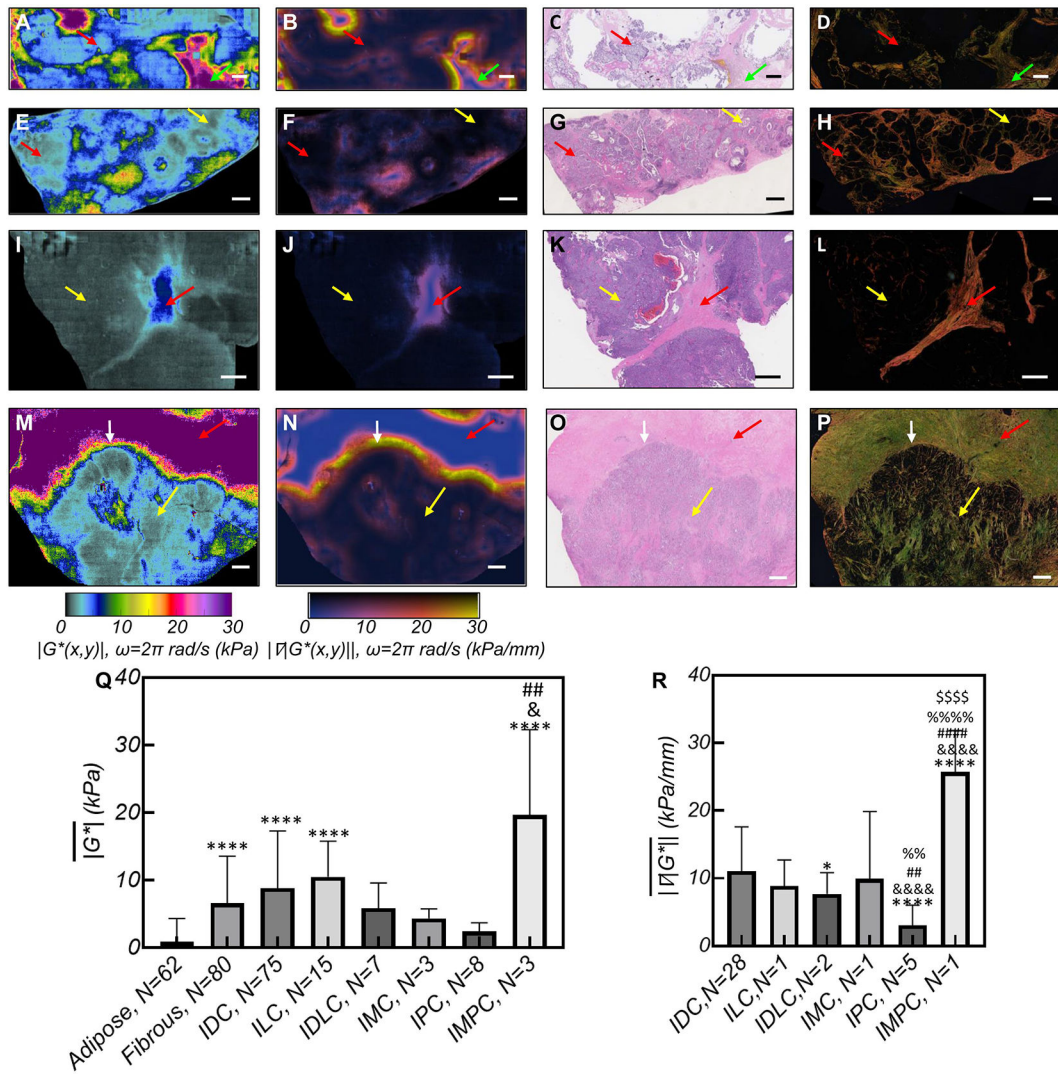 A
B
C
D
E
F
G
H
I
J
K
L
M
N
O
P
0 10 20 30
0 10 20 30
|G*(x,y)|, ω=2π rad/s (kPa)
|∇|G*(x,y)||, ω=2π rad/s (kPa/mm)
Q
|G*| (kPa)
40
30
20
10
0
****
****
****
##
&
****
Adipose, N=62
Fibrous, N=80
IDC, N=75
ILC, N=15
IDLC, N=7
IMC, N=3
IPC, N=8
IMPC, N=3
R
|∇|G*|| (kPa/mm)
40
30
20
10
0
*
%%
##
&&&&
****
$$$$
%%%%
####
&&&&
****
IDC,N=28
ILC,N=1
IDLC,N=2
IMC, N=1
IPC, N=5
IMPC, N=1